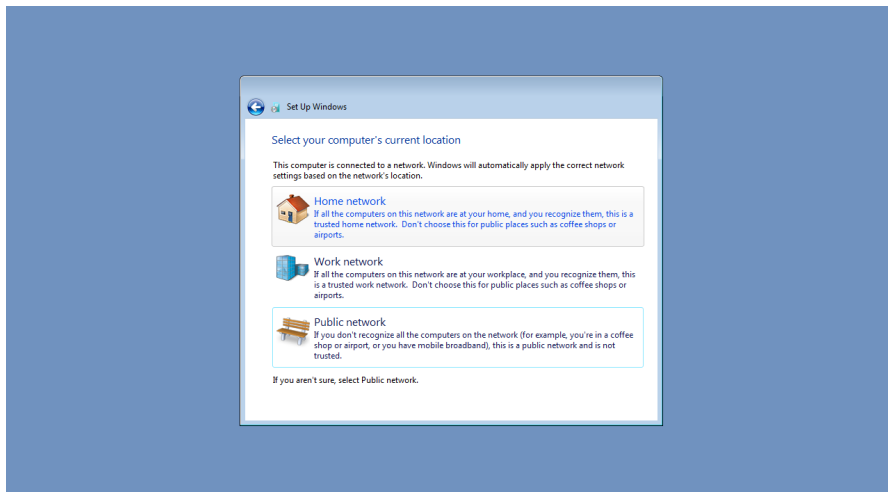 Set Up Windows
Select your computer's current location
This computer is connected to a network. Windows will automatically apply the correct network
settings based on the network's location.
Home network
If all the computers on this network are at your home, and you recognize them, this is a
trusted home network. Don't choose this for public places such as coffee shops or
airports.
Work network
If all the computers on this network are at your workplace, and you recognize them, this
is a trusted work network. Don't choose this for public places such as coffee shops or
airports.
Public network
If you don't recognize all the computers on the network (for example, you're in a coffee
shop or airport, or you have mobile broadband), this is a public network and is not
trusted.
If you aren't sure, select Public network.